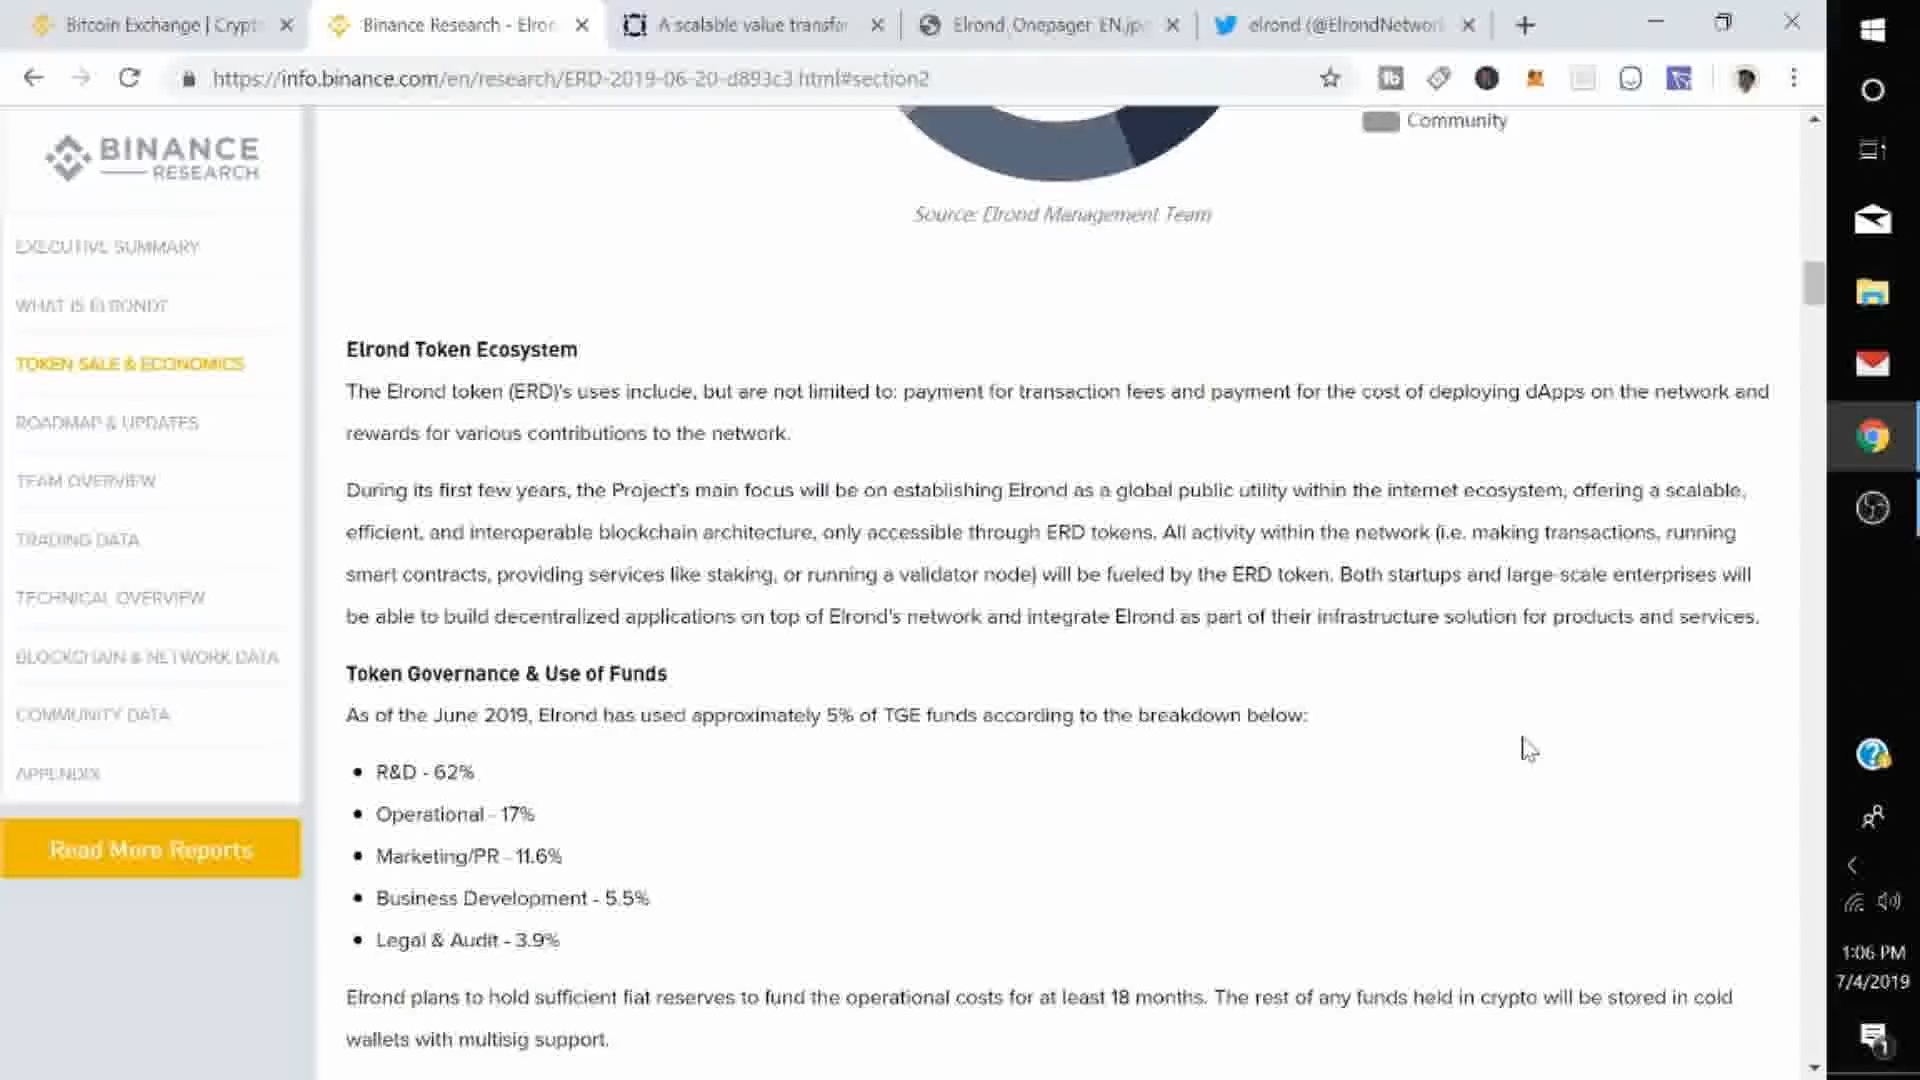 Bitcoin Exchange | Crypt
Binance Research - Elron
A scalable value transfer
Elrond_Onepager_EN.jpg
elrond (@ElrondNetwork
https://info.binance.com/en/research/ERD-2019-06-20-d893c3.html#section2
BINANCE
RESEARCH
EXECUTIVE SUMMARY
WHAT IS ELROND?
TOKEN SALE & ECONOMICS
ROADMAP & UPDATES
TEAM OVERVIEW
TRADING DATA
TECHNICAL OVERVIEW
BLOCKCHAIN & NETWORK DATA
COMMUNITY DATA
APPENDIX
Read More Reports
Community
Source: Elrond Management Team
Elrond Token Ecosystem
The Elrond token (ERD)'s uses include, but are not limited to: payment for transaction fees and payment for the cost of deploying dApps on the network and
rewards for various contributions to the network.
During its first few years, the Project's main focus will be on establishing Elrond as a global public utility within the internet ecosystem, offering a scalable,
efficient, and interoperable blockchain architecture, only accessible through ERD tokens. All activity within the network (i.e. making transactions, running
smart contracts, providing services like staking, or running a validator node) will be fueled by the ERD token. Both startups and large-scale enterprises will
be able to build decentralized applications on top of Elrond's network and integrate Elrond as part of their infrastructure solution for products and services.
Token Governance & Use of Funds
As of the June 2019, Elrond has used approximately 5% of TGE funds according to the breakdown below:
R&D - 62%
Operational - 17%
Marketing/PR - 11.6%
Business Development - 5.5%
Legal & Audit - 3.9%
Elrond plans to hold sufficient fiat reserves to fund the operational costs for at least 18 months. The rest of any funds held in crypto will be stored in cold
wallets with multisig support.
1:06 PM
7/4/2019
1